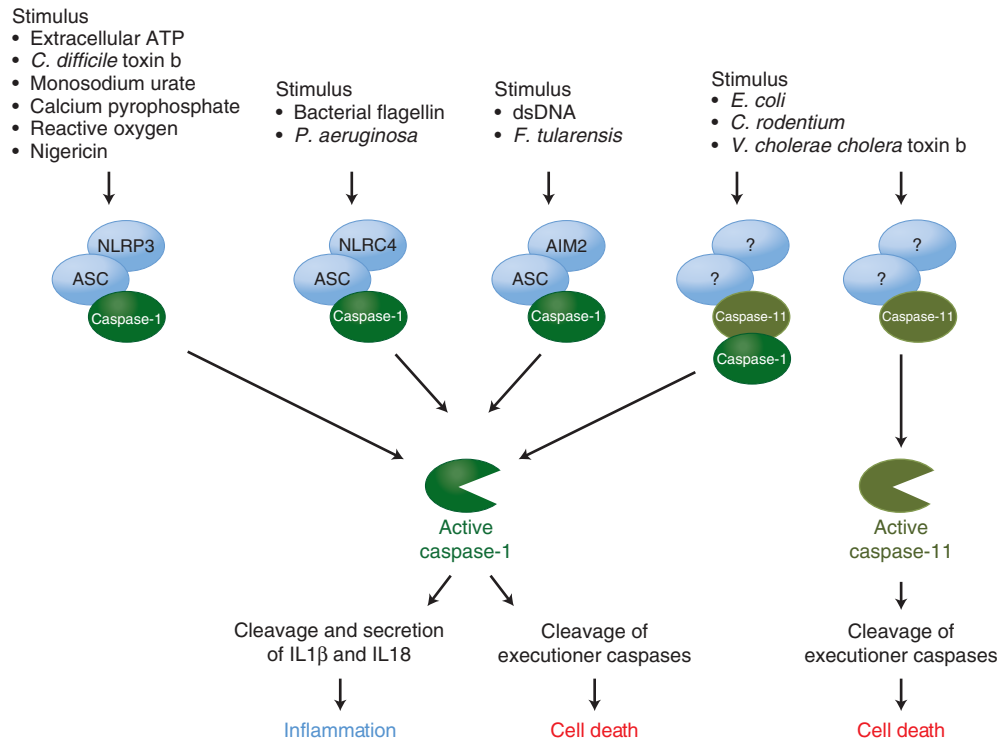 Stimulus
• Extracellular ATP
• C. difficile toxin b
• Monosodium urate
• Calcium pyrophosphate
• Reactive oxygen
• Nigericin
Stimulus
• Bacterial flagellin
• P. aeruginosa
Stimulus
• dsDNA
• F. tularensis
Stimulus
• E. coli
• C. rodentium
• V. cholerae cholera toxin b
NLRP3
ASC
Caspase-1
NLRC4
ASC
Caspase-1
AIM2
ASC
Caspase-1
?
?
Caspase-11
Caspase-1
?
?
Caspase-11
Active
caspase-1
Active
caspase-11
Cleavage and secretion
of IL1β and IL18
Cleavage of
executioner caspases
Cleavage of
executioner caspases
Inflammation
Cell death
Cell death